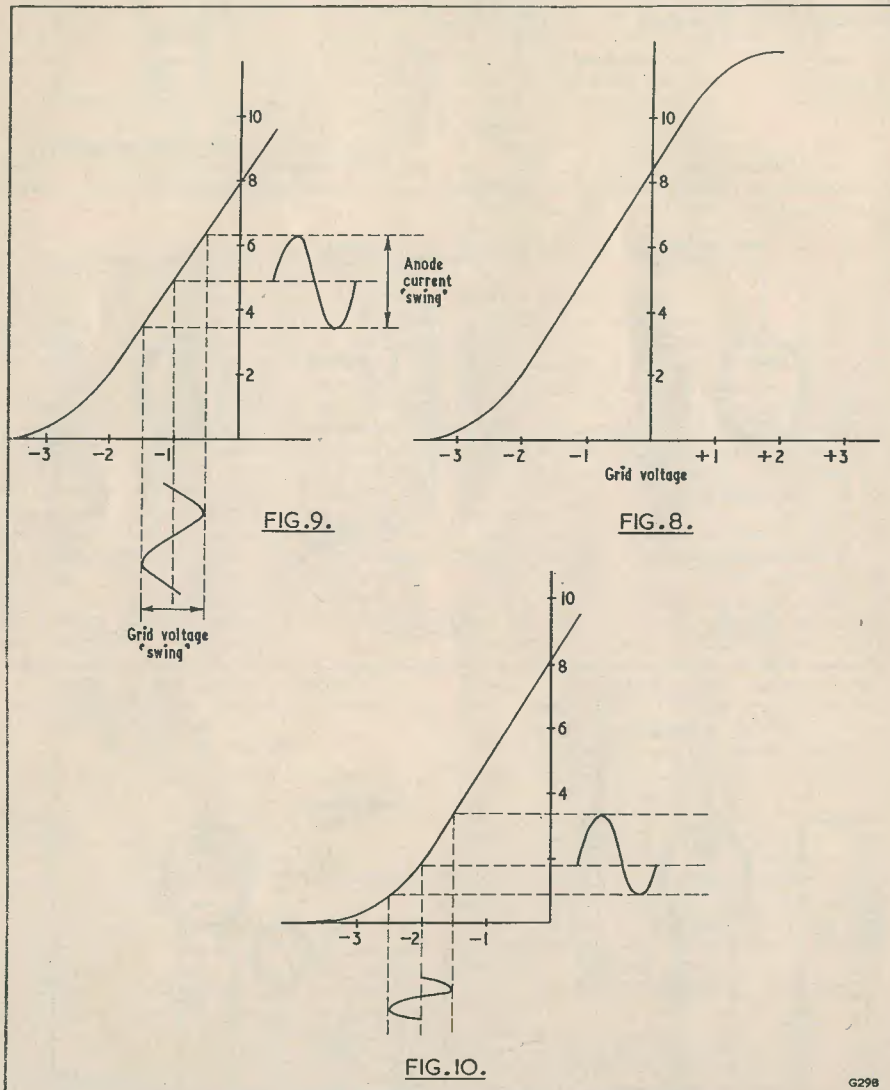 10
8
6
4
2
-3
-2
-1
Anode
current
"swing"
Grid voltage
"swing"
FIG.9.
10
8
6
4
2
-3
-2
-1
+1
+2
+3
Grid voltage
FIG.8.
10
8
6
4
-3
-2
-1
FIG.10.
G298